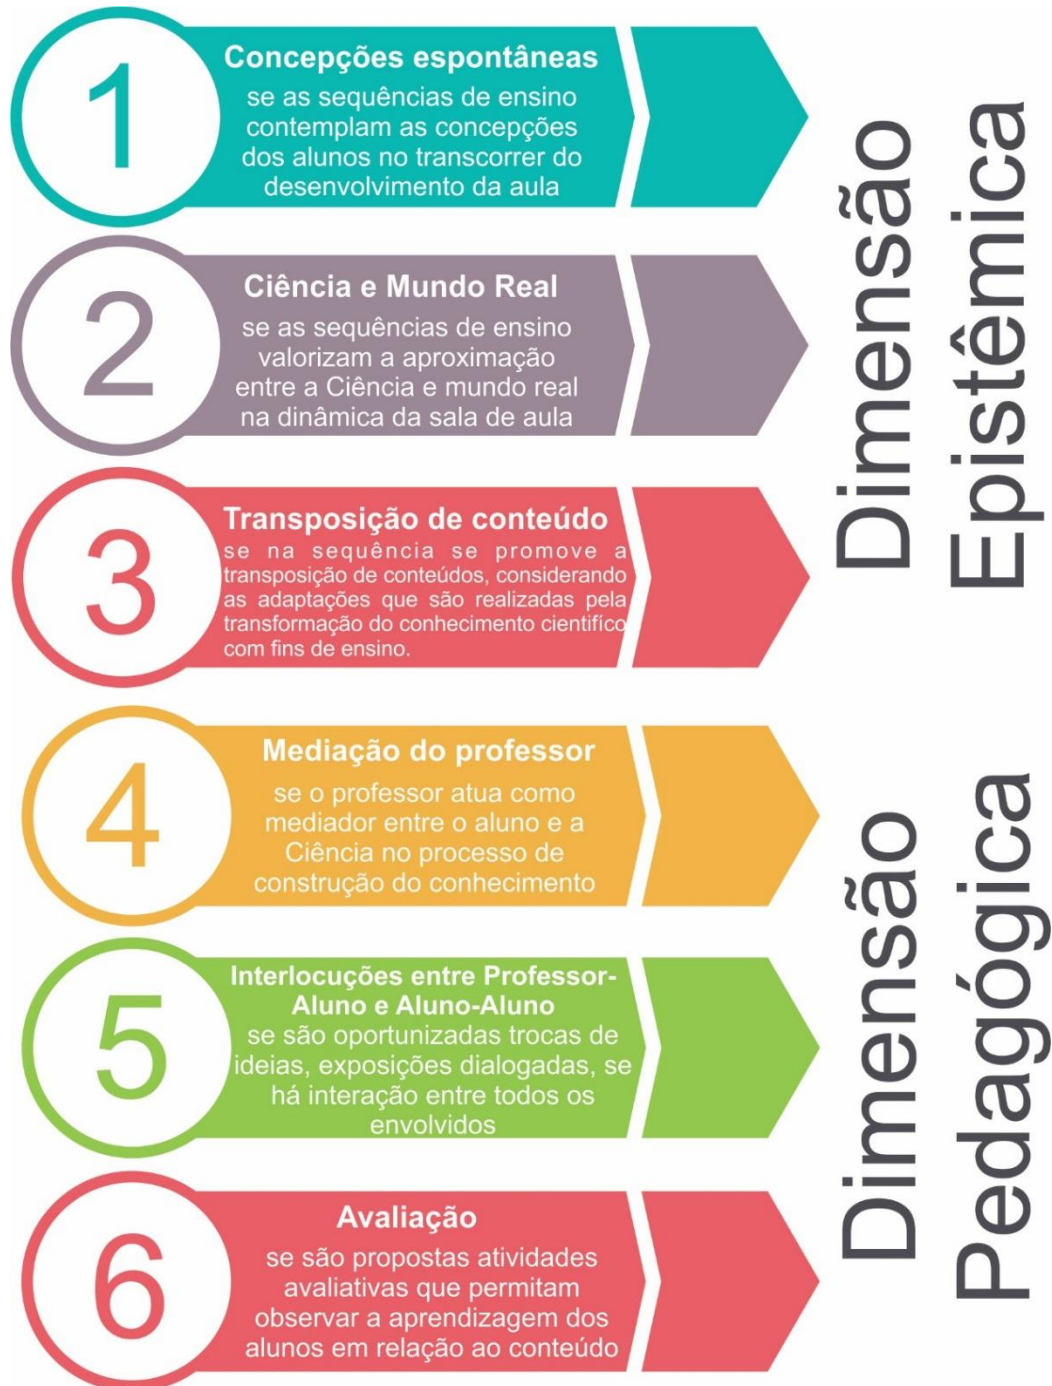 1
Concepções espontâneas
se as sequências de ensino
contemplam as concepções
dos alunos no transcorrer do
desenvolvimento da aula
2
Ciência e Mundo Real
se as sequências de ensino
valorizam a aproximação
entre a Ciência e mundo real
na dinâmica da sala de aula
3
Transposição de conteúdo
se na sequência se promove a
transposição de conteúdos, considerando
as adaptações que são realizadas pela
transformação do conhecimento cientifíco
com fins de ensino.
Dimensão
Epistêmica
4
Mediação do professor
se o professor atua como
mediador entre o aluno e a
Ciência no processo de
construção do conhecimento
5
Interlocuções entre Professor-
Aluno e Aluno-Aluno
se são oportunizadas trocas de
ideias, exposições dialogadas, se
há interação entre todos os
envolvidos
6
Avaliação
se são propostas atividades
avaliativas que permitam
observar a aprendizagem dos
alunos em relação ao conteúdo
Dimensão
Pedagógica